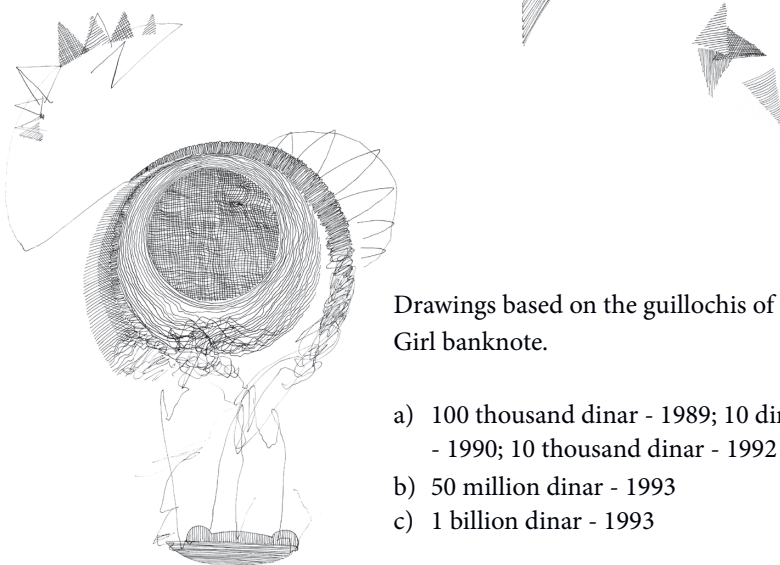 Drawings based on the guillochis of
Girl banknote.
a) 100 thousand dinar - 1989; 10
- 1990; 10 thousand dinar - 1992
b) 50 million dinar - 1993
c) 1 billion dinar - 1993